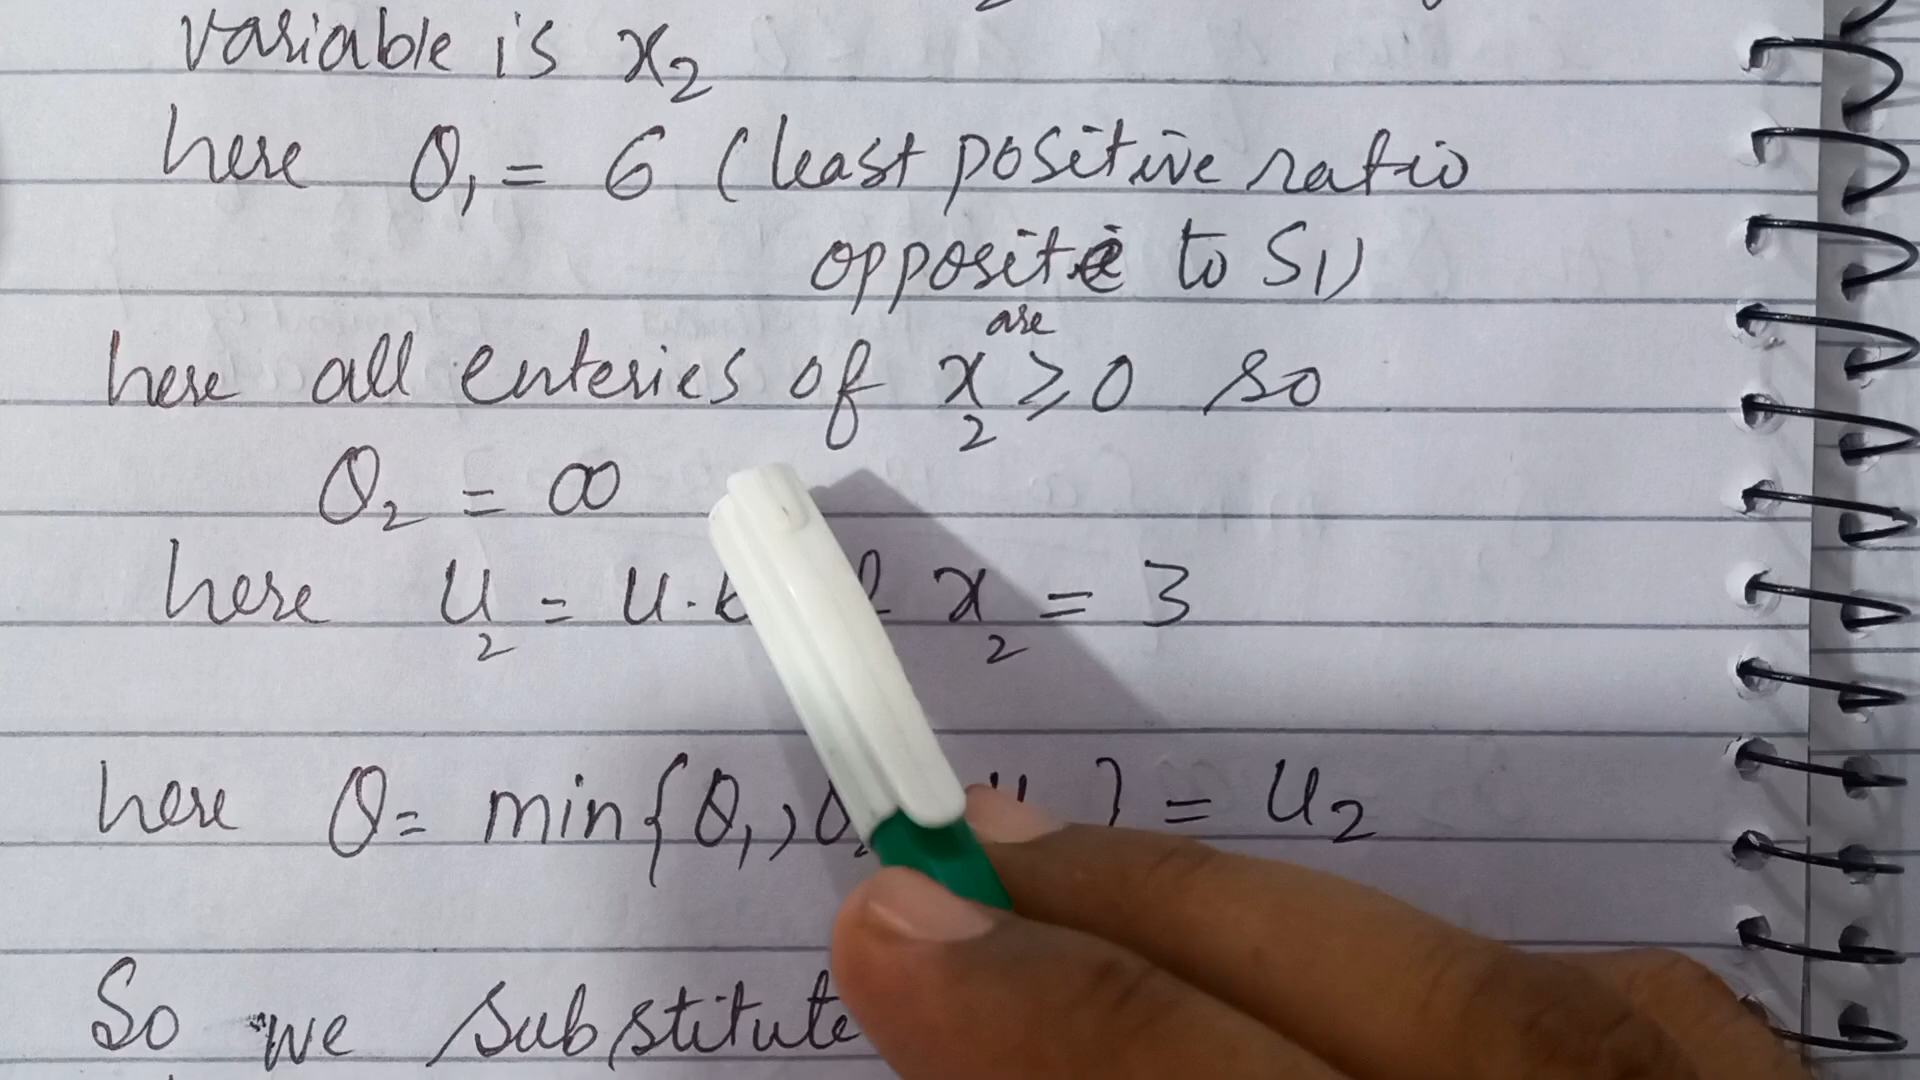 variable is x₂
here θ₁ = 6 (least positive ratio
opposite to S1)
are
here all enteries of x₂ ≥ 0 so
θ₂ = ∞
here u₂ = u. x₂ = 3
here θ = min{θ₁, } = u₂
So we substitute